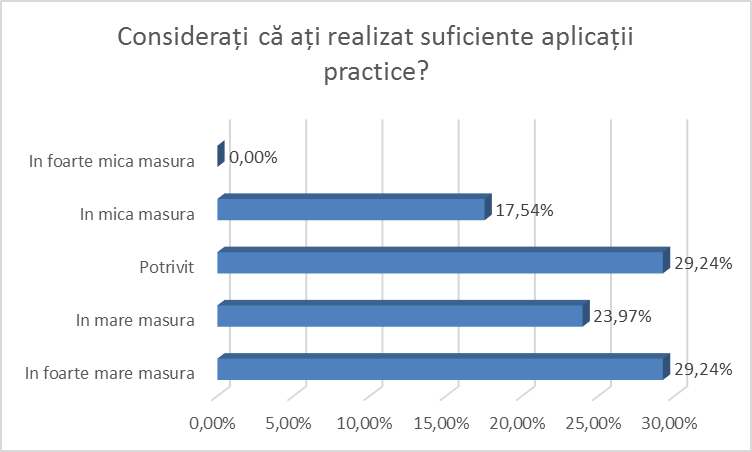 Considerați că ați realizat suficiente aplicații
practice?
In foarte mica masura 0,00%
In mica masura 17,54%
Potrivit 29,24%
In mare masura 23,97%
In foarte mare masura 29,24%
0,00% 5,00% 10,00% 15,00% 20,00% 25,00% 30,00%